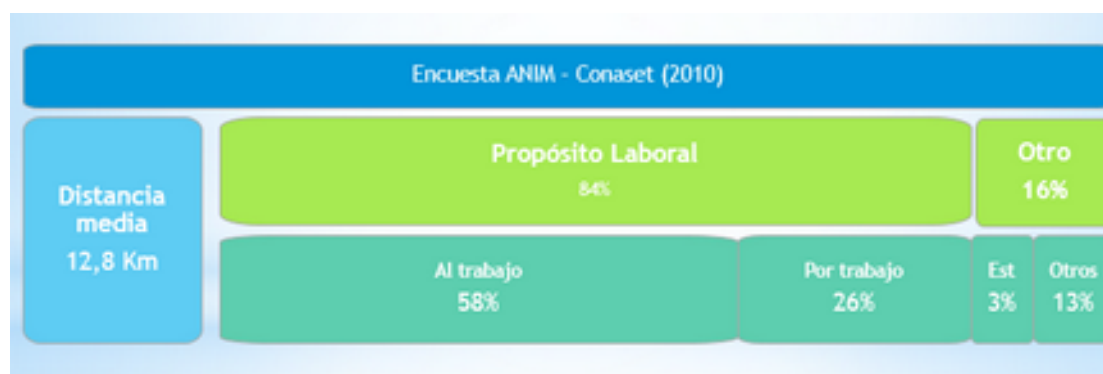 Encuesta ANIM - Conaset (2010)
Distancia
media
12,8 Km
Propósito Laboral
84%
Otro
16%
Al trabajo
58%
Por trabajo
26%
Est
3%
Otros
13%